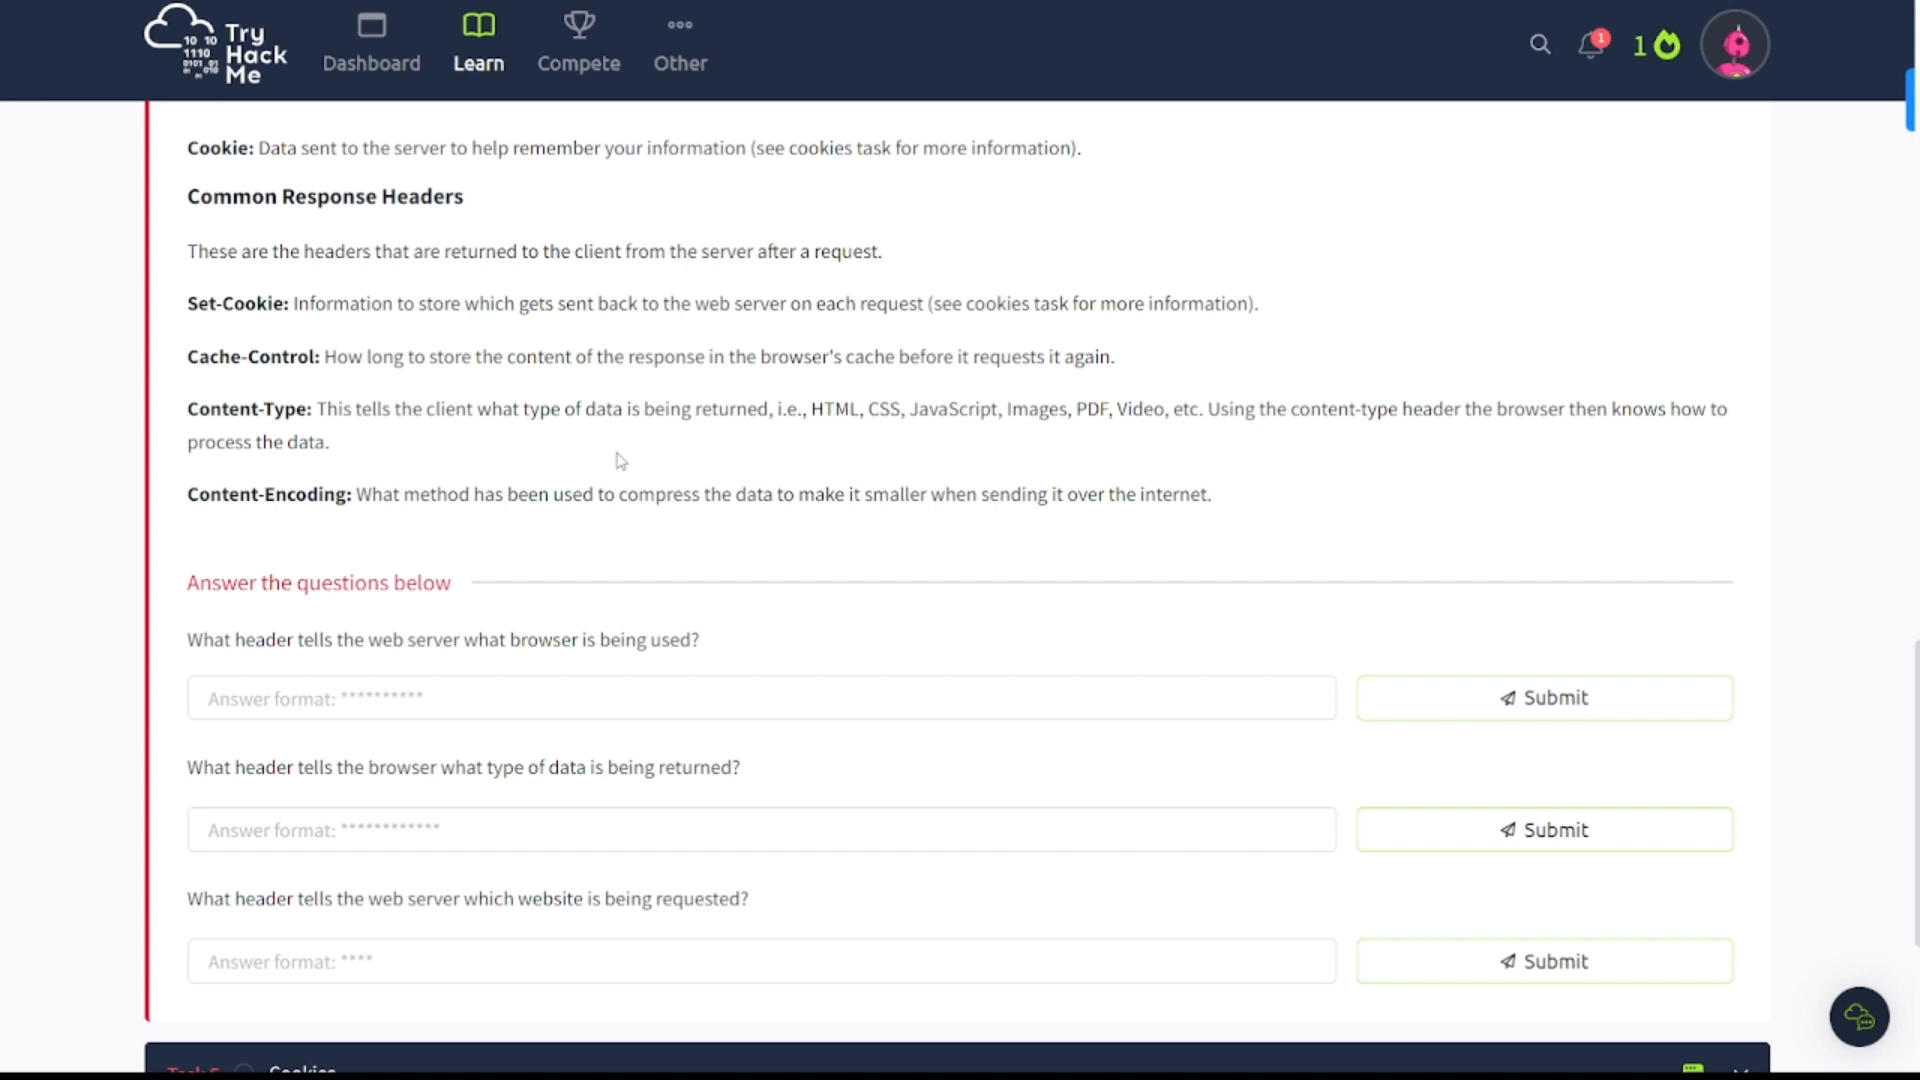 Try
Hack
Me
10 10
1110
0101 01
Dashboard
Learn
Compete
Other
1
1
Cookie: Data sent to the server to help remember your information (see cookies task for more information).
Common Response Headers
These are the headers that are returned to the client from the server after a request.
Set-Cookie: Information to store which gets sent back to the web server on each request (see cookies task for more information).
Cache-Control: How long to store the content of the response in the browser's cache before it requests it again.
Content-Type: This tells the client what type of data is being returned, i.e., HTML, CSS, JavaScript, Images, PDF, Video, etc. Using the content-type header the browser then knows how to
process the data.
Content-Encoding: What method has been used to compress the data to make it smaller when sending it over the internet.
Answer the questions below
What header tells the web server what browser is being used?
Answer format: **********
Submit
What header tells the browser what type of data is being returned?
Answer format: ************
Submit
What header tells the web server which website is being requested?
Answer format: ****
Submit
Cookies